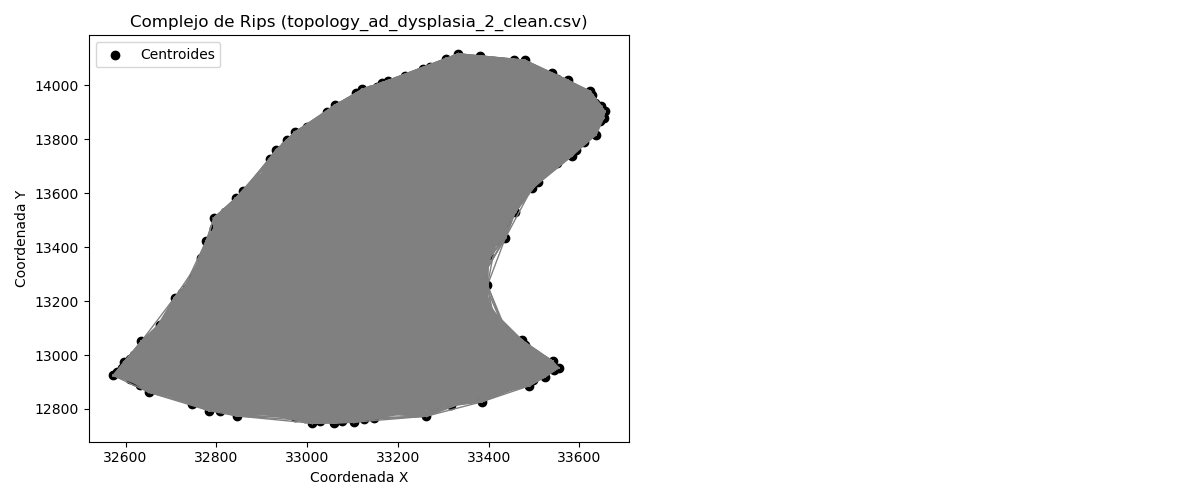 Complejo de Rips (topology_ad_dysplasia_2_clean.csv)
Centroides
14000
13800
13600
13400
13200
13000
12800
Coordenada Y
32600 32800 33000 33200 33400 33600
Coordenada X